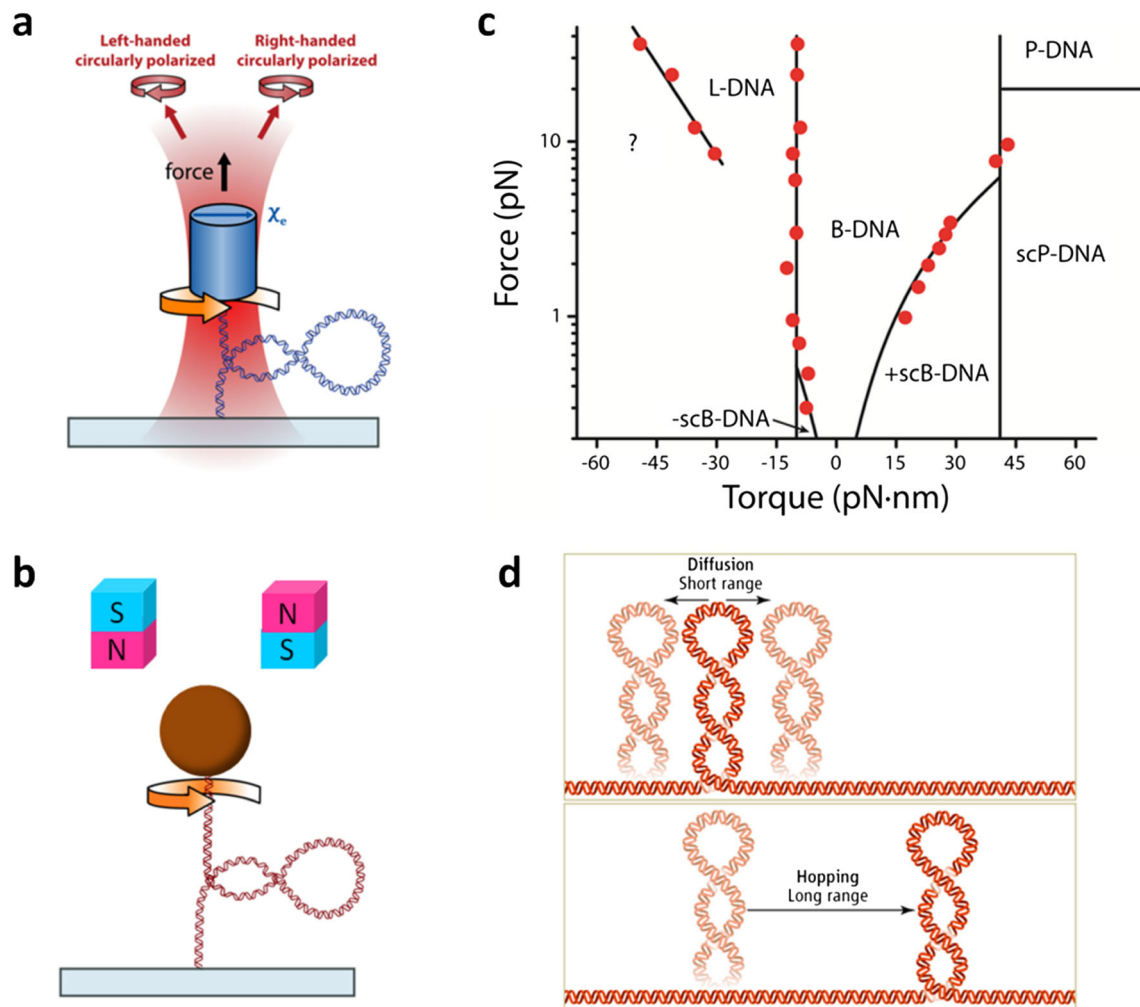 a
Left-handed
circularly polarized
Right-handed
circularly polarized
force
χe
b
S
N
N
S
c
Force (pN)
10
1
?
L-DNA
B-DNA
P-DNA
scP-DNA
+scB-DNA
-scB-DNA
-60 -45 -30 -15 0 15 30 45 60
Torque (pN·nm)
d
Diffusion
Short range
Hopping
Long range